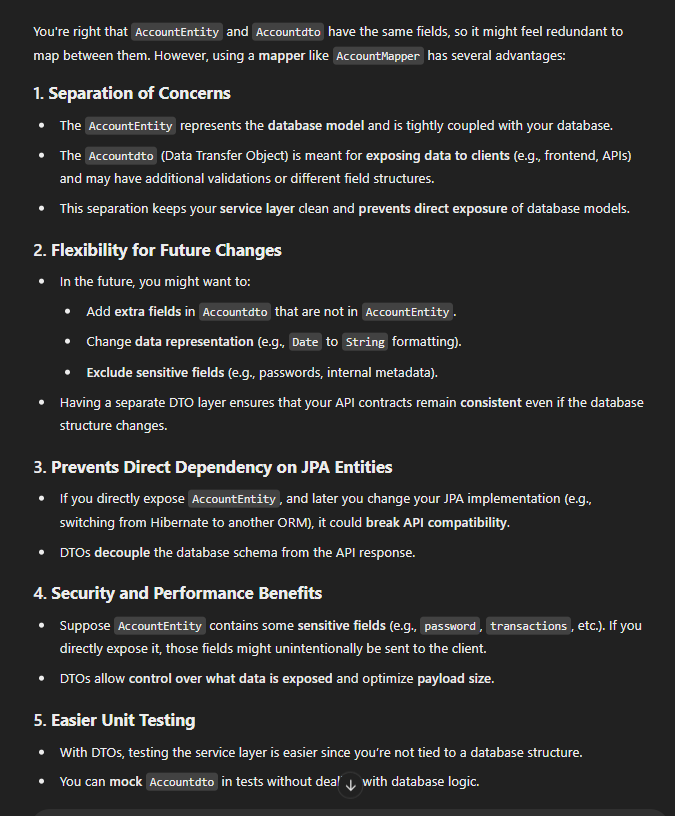 You're right that AccountEntity and Accountdto have the same fields, so it might feel redundant to
map between them. However, using a mapper like AccountMapper has several advantages:
1. Separation of Concerns
• The AccountEntity represents the database model and is tightly coupled with your database.
• The Accountdto (Data Transfer Object) is meant for exposing data to clients (e.g., frontend, APIs)
and may have additional validations or different field structures.
• This separation keeps your service layer clean and prevents direct exposure of database models.
2. Flexibility for Future Changes
• In the future, you might want to:
• Add extra fields in Accountdto that are not in AccountEntity.
• Change data representation (e.g., Date to String formatting).
• Exclude sensitive fields (e.g., passwords, internal metadata).
• Having a separate DTO layer ensures that your API contracts remain consistent even if the database
structure changes.
3. Prevents Direct Dependency on JPA Entities
• If you directly expose AccountEntity, and later you change your JPA implementation (e.g.,
switching from Hibernate to another ORM), it could break API compatibility.
• DTOs decouple the database schema from the API response.
4. Security and Performance Benefits
• Suppose AccountEntity contains some sensitive fields (e.g., password, transactions, etc.). If you
directly expose it, those fields might unintentionally be sent to the client.
• DTOs allow control over what data is exposed and optimize payload size.
5. Easier Unit Testing
• With DTOs, testing the service layer is easier since you're not tied to a database structure.
• You can mock Accountdto in tests without with database logic.